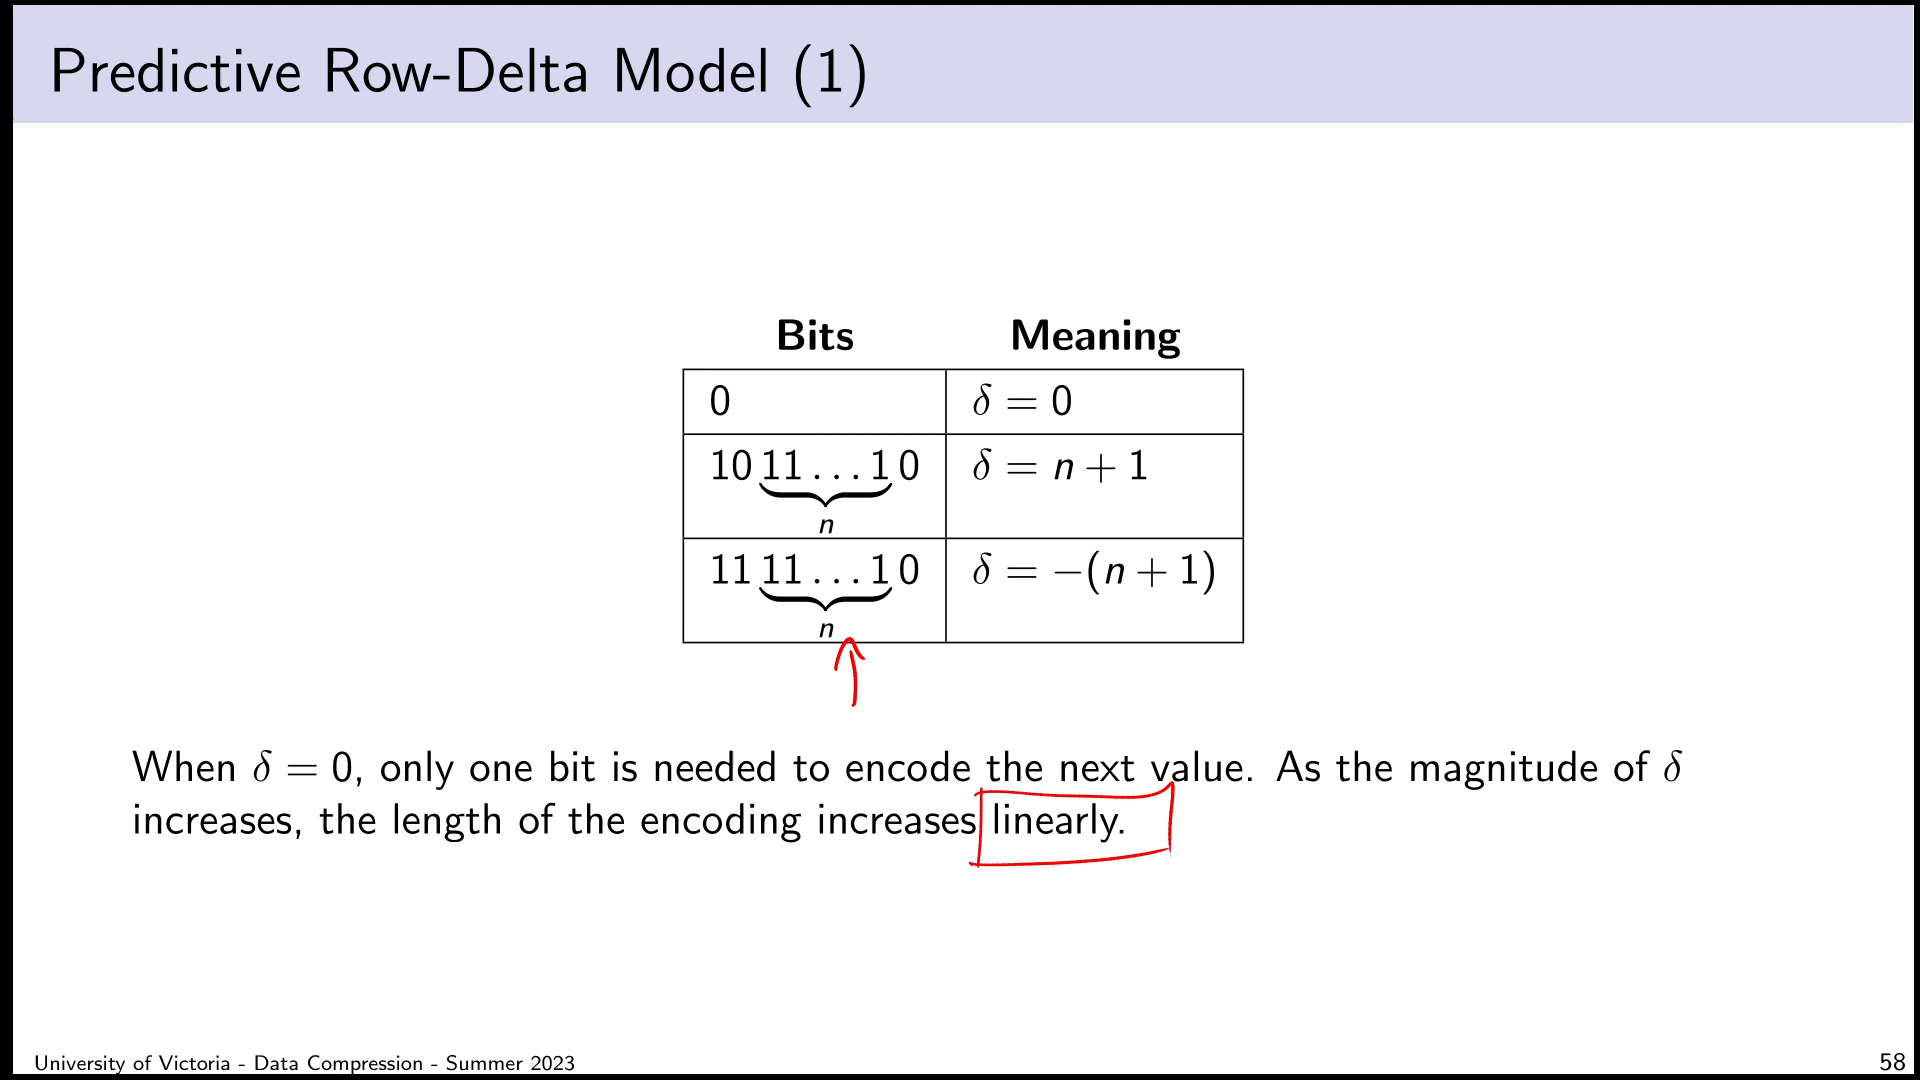 Predictive Row-Delta Model (1)
Bits Meaning
0 δ = 0
10 11 . . . 1 0 δ = n + 1
n
11 11 . . . 1 0 δ = −(n + 1)
n
When δ = 0, only one bit is needed to encode the next value. As the magnitude of δ
increases, the length of the encoding increases linearly.
University of Victoria - Data Compression - Summer 2023 58